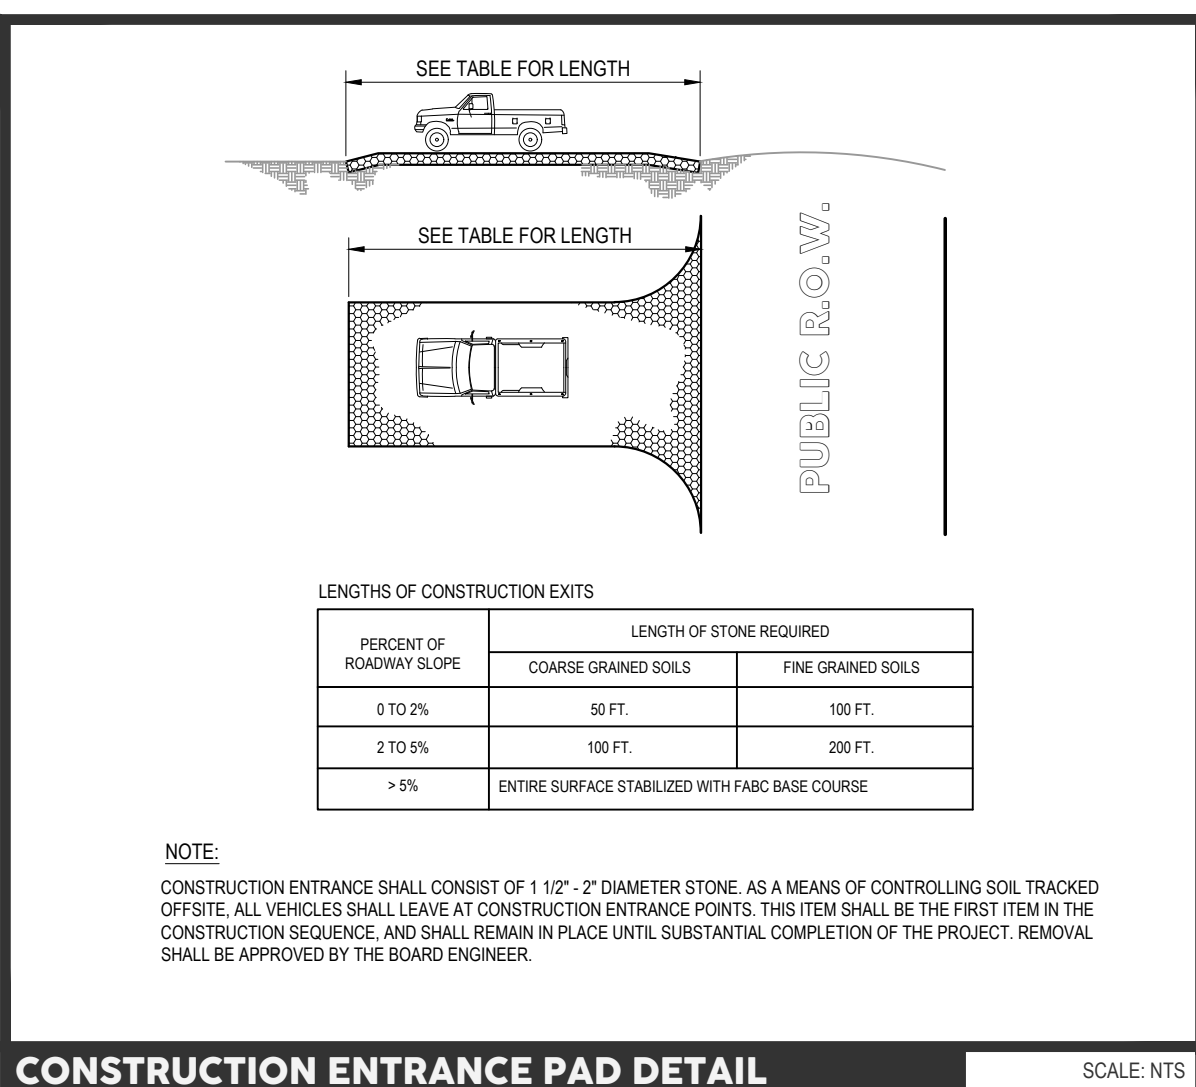 SEE TABLE FOR LENGTH
SEE TABLE FOR LENGTH
PUBLIC R.O.W.
LENGTHS OF CONSTRUCTION EXITS
PERCENT OF
ROADWAY SLOPE
LENGTH OF STONE REQUIRED
COARSE GRAINED SOILS
FINE GRAINED SOILS
0 TO 2%
50 FT.
100 FT.
2 TO 5%
100 FT.
200 FT.
> 5%
ENTIRE SURFACE STABILIZED WITH FABC BASE COURSE
NOTE:
CONSTRUCTION ENTRANCE SHALL CONSIST OF 1 1/2" - 2" DIAMETER STONE. AS A MEANS OF CONTROLLING SOIL TRACKED
OFFSITE, ALL VEHICLES SHALL LEAVE AT CONSTRUCTION ENTRANCE POINTS. THIS ITEM SHALL BE THE FIRST ITEM IN THE
CONSTRUCTION SEQUENCE, AND SHALL REMAIN IN PLACE UNTIL SUBSTANTIAL COMPLETION OF THE PROJECT. REMOVAL
SHALL BE APPROVED BY THE BOARD ENGINEER.
CONSTRUCTION ENTRANCE PAD DETAIL
SCALE: NTS